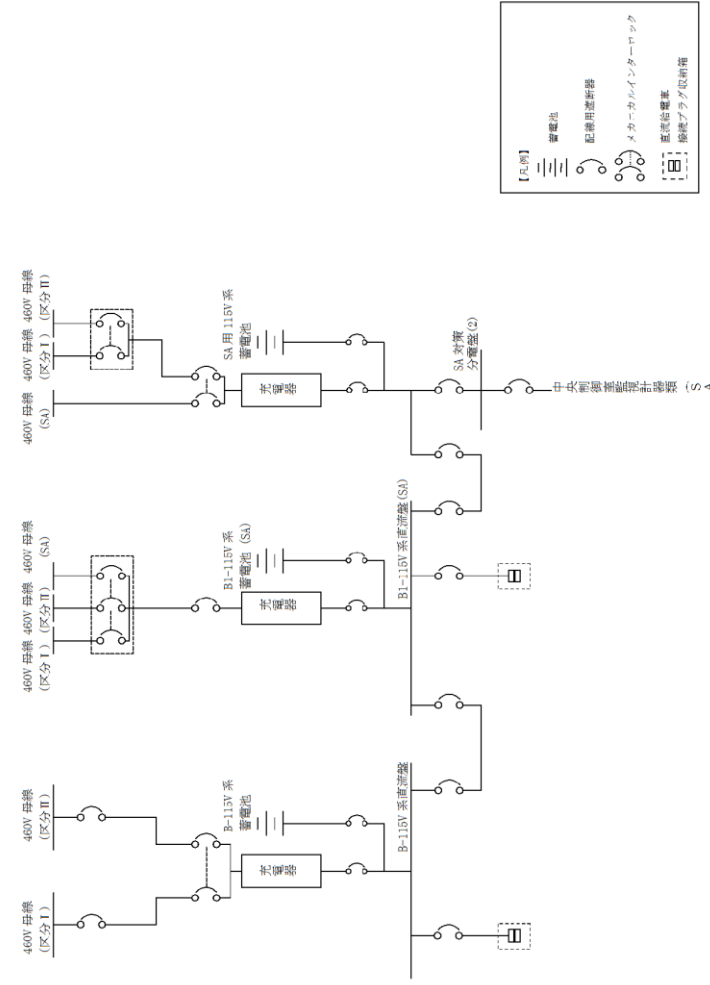 460V 母線
(区分Ⅰ)
460V 母線
(区分Ⅱ)
B-115V 系
蓄電池
充電器
B-115V 系直流盤
460V 母線
(区分Ⅰ)
460V 母線
(区分Ⅱ)
460V 母線
(SA)
B1-115V 系
蓄電池 (SA)
充電器
B1-115V 系直流盤(SA)
460V 母線
(SA)
460V 母線
(区分Ⅰ)
460V 母線
(区分Ⅱ)
SA 用 115V 系
蓄電池
充電器
SA 対策
分電盤(2)
中央制御室監視計器類（SA
【凡例】
蓄電池
配線用遮断器
メカニカルインターロック
直流給電車
接続プラグ収納箱